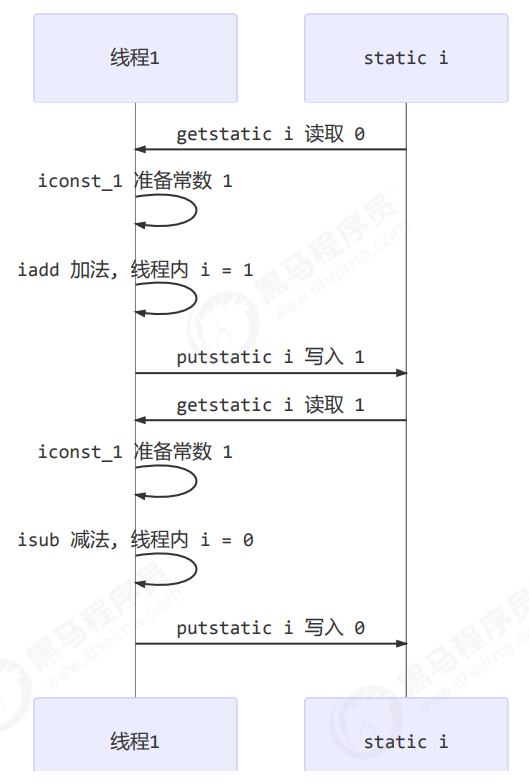 线程1
static i
getstatic i 读取 0
iconst_1 准备常数 1
iadd 加法, 线程内 i = 1
putstatic i 写入 1
getstatic i 读取 1
iconst_1 准备常数 1
isub 减法, 线程内 i = 0
putstatic i 写入 0
线程1
static i
黑马程序员™
www.itheima.com
黑马程序员
www.itheima.com
黑马程序员
www.itheima.com